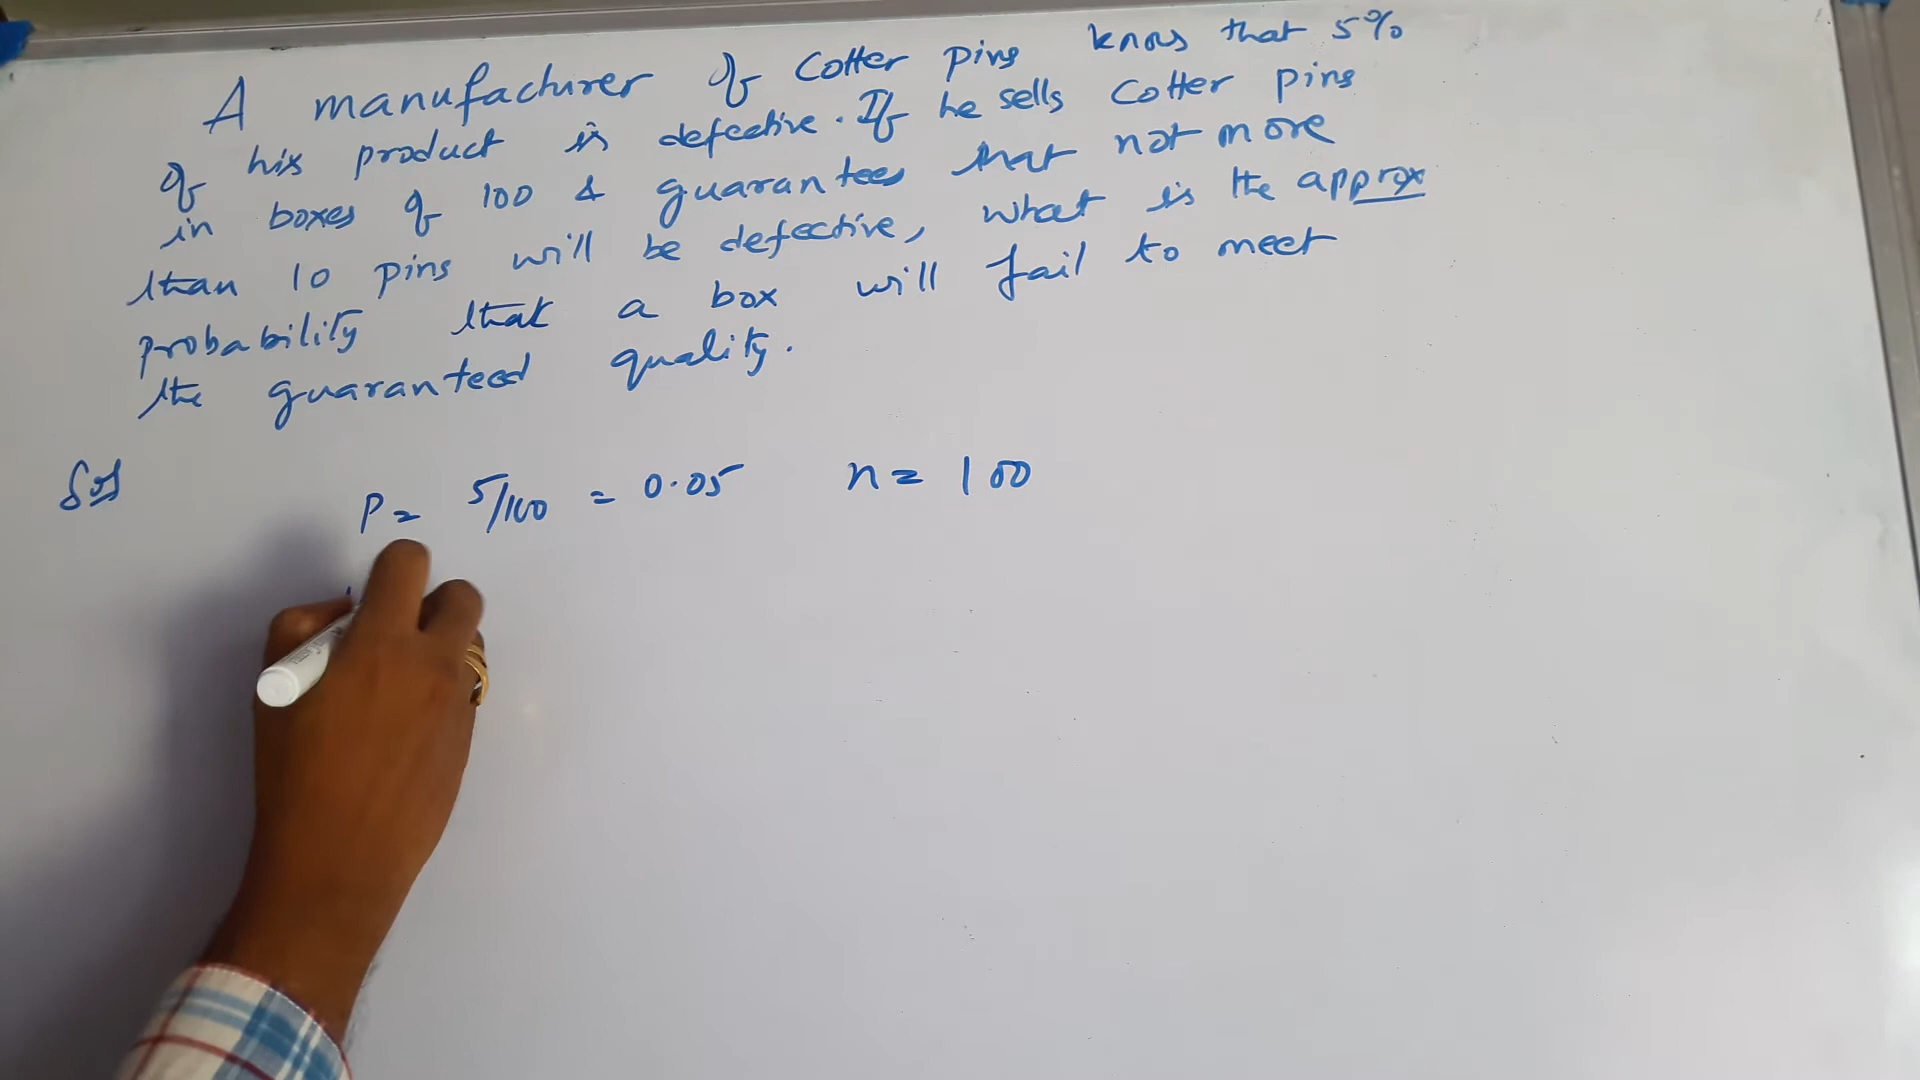 A manufacturer of Cotter pins knows that 5%
of his product is defective. If he sells Cotter pins
in boxes of 100 & guarantees that not more
than 10 pins will be defective, what is the approx
probability that a box will fail to meet
the guaranteed quality.
Sol
P = 5/100 = 0.05 n = 100